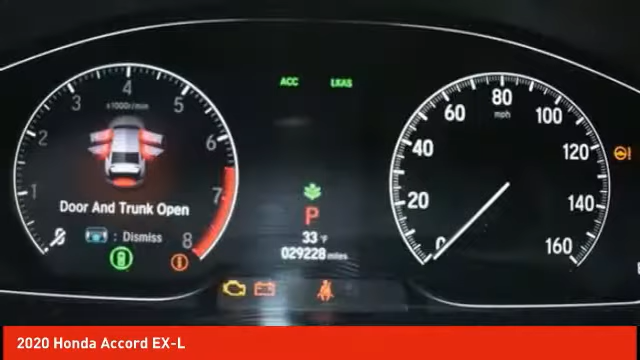 ACC LKAS
1 2 3 4 5 6 7 8
x1000r/min
Door And Trunk Open
: Dismiss
P
33°F
029228 miles
0 20 40 60 80 100 120 140 160
mph
2020 Honda Accord EX-L